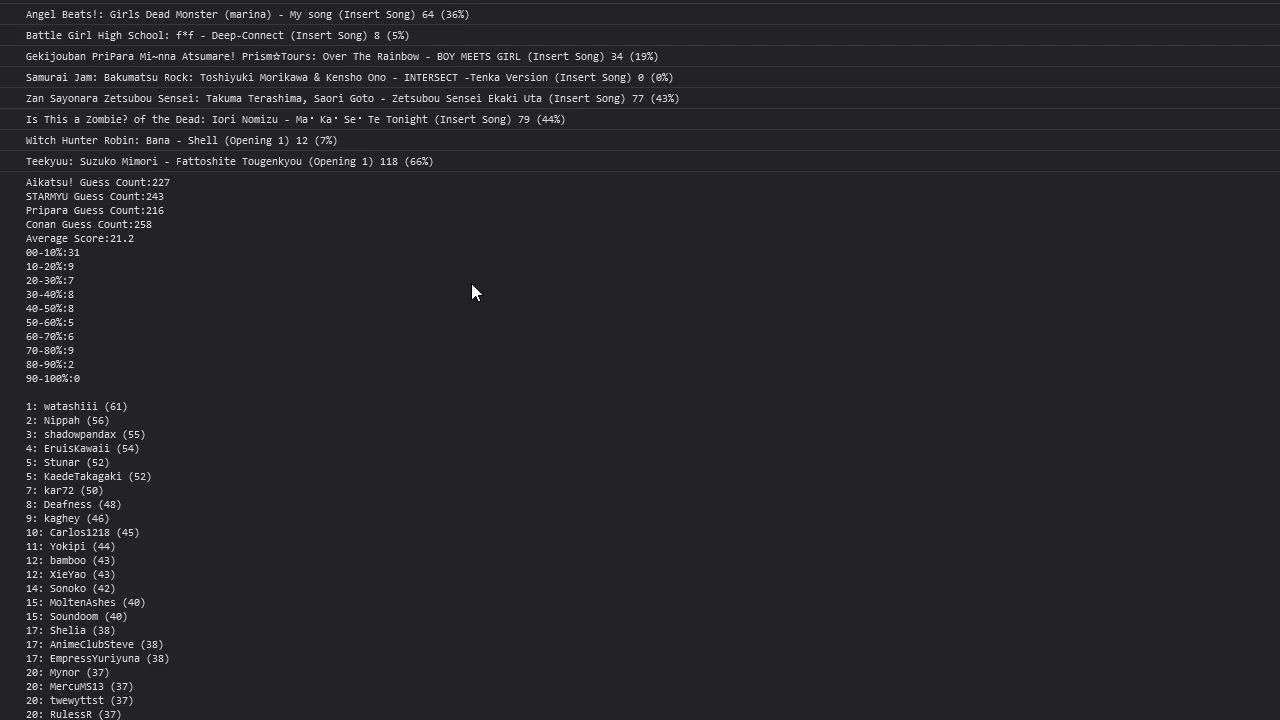 Angel Beats!: Girls Dead Monster (marina) - My song (Insert Song) 64 (36%)
Battle Girl High School: f*f - Deep-Connect (Insert Song) 8 (5%)
Gekijouban PriPara Mi~nna Atsumare! Prism☆Tours: Over The Rainbow - BOY MEETS GIRL (Insert Song) 34 (19%)
Samurai Jam: Bakumatsu Rock: Toshiyuki Morikawa & Kensho Ono - INTERSECT -Tenka Version (Insert Song) 0 (0%)
Zan Sayonara Zetsubou Sensei: Takuma Terashima, Saori Goto - Zetsubou Sensei Ekaki Uta (Insert Song) 77 (43%)
Is This a Zombie? of the Dead: Iori Nomizu - Ma・Ka・Se・Te Tonight (Insert Song) 79 (44%)
Witch Hunter Robin: Bana - Shell (Opening 1) 12 (7%)
Teekyuu: Suzuko Mimori - Fattoshite Tougenkyou (Opening 1) 118 (66%)
Aikatsu! Guess Count:227
STARMYU Guess Count:243
Pripara Guess Count:216
Conan Guess Count:258
Average Score:21.2
00-10%:31
10-20%:9
20-30%:7
30-40%:8
40-50%:8
50-60%:5
60-70%:6
70-80%:9
80-90%:2
90-100%:0
1: watashiii (61)
2: Nippah (56)
3: shadowpandax (55)
4: EruisKawaii (54)
5: Stunar (52)
5: KaedeTakagaki (52)
7: kar72 (50)
8: Deafness (48)
9: kaghey (46)
10: Carlos1218 (45)
11: Yokipi (44)
12: bamboo (43)
12: XieYao (43)
14: Sonoko (42)
15: MoltenAshes (40)
15: Soundoom (40)
17: Shelia (38)
17: AnimeClubSteve (38)
17: EmpressYuriyuna (38)
20: Mynor (37)
20: MercuMS13 (37)
20: twewyttst (37)
20: RulessR (37)